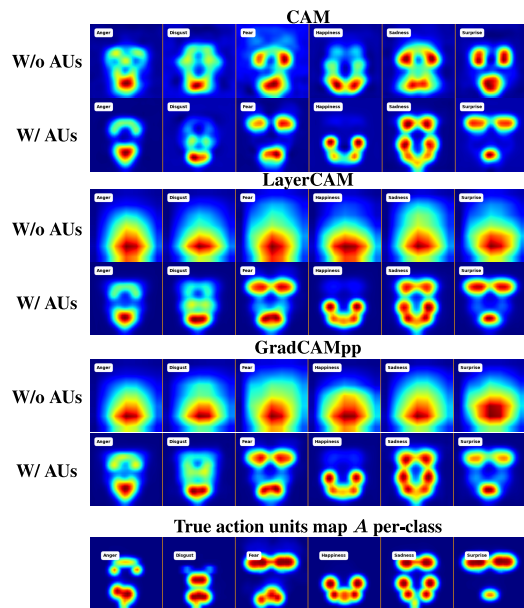 CAM
W/o AUs
Anger Disgust Fear Happiness Sadness Surprise
W/ AUs
Anger Disgust Fear Happiness Sadness Surprise
LayerCAM
W/o AUs
Anger Disgust Fear Happiness Sadness Surprise
W/ AUs
Anger Disgust Fear Happiness Sadness Surprise
GradCAMpp
W/o AUs
Anger Disgust Fear Happiness Sadness Surprise
W/ AUs
Anger Disgust Fear Happiness Sadness Surprise
True action units map A per-class
Anger Disgust Fear Happiness Sadness Surprise